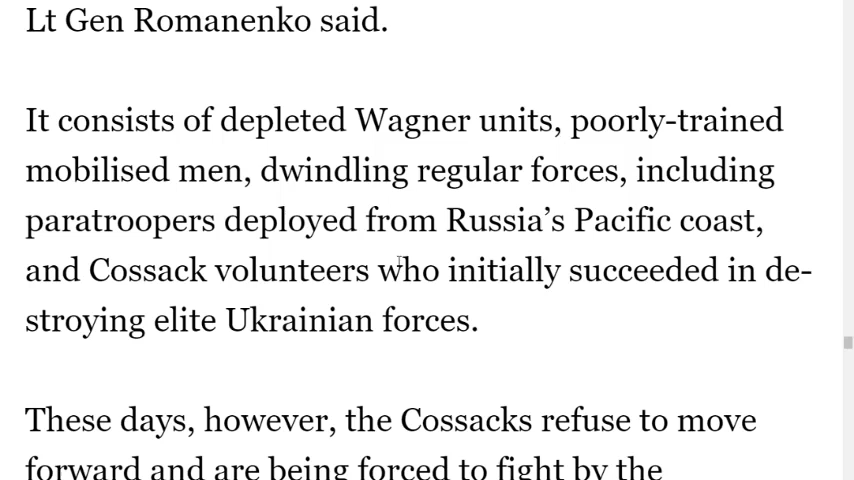 Lt Gen Romanenko said.
It consists of depleted Wagner units, poorly-trained
mobilised men, dwindling regular forces, including
paratroopers deployed from Russia’s Pacific coast,
and Cossack volunteers who initially succeeded in de-
stroying elite Ukrainian forces.
These days, however, the Cossacks refuse to move
forward and are being forced to fight by the